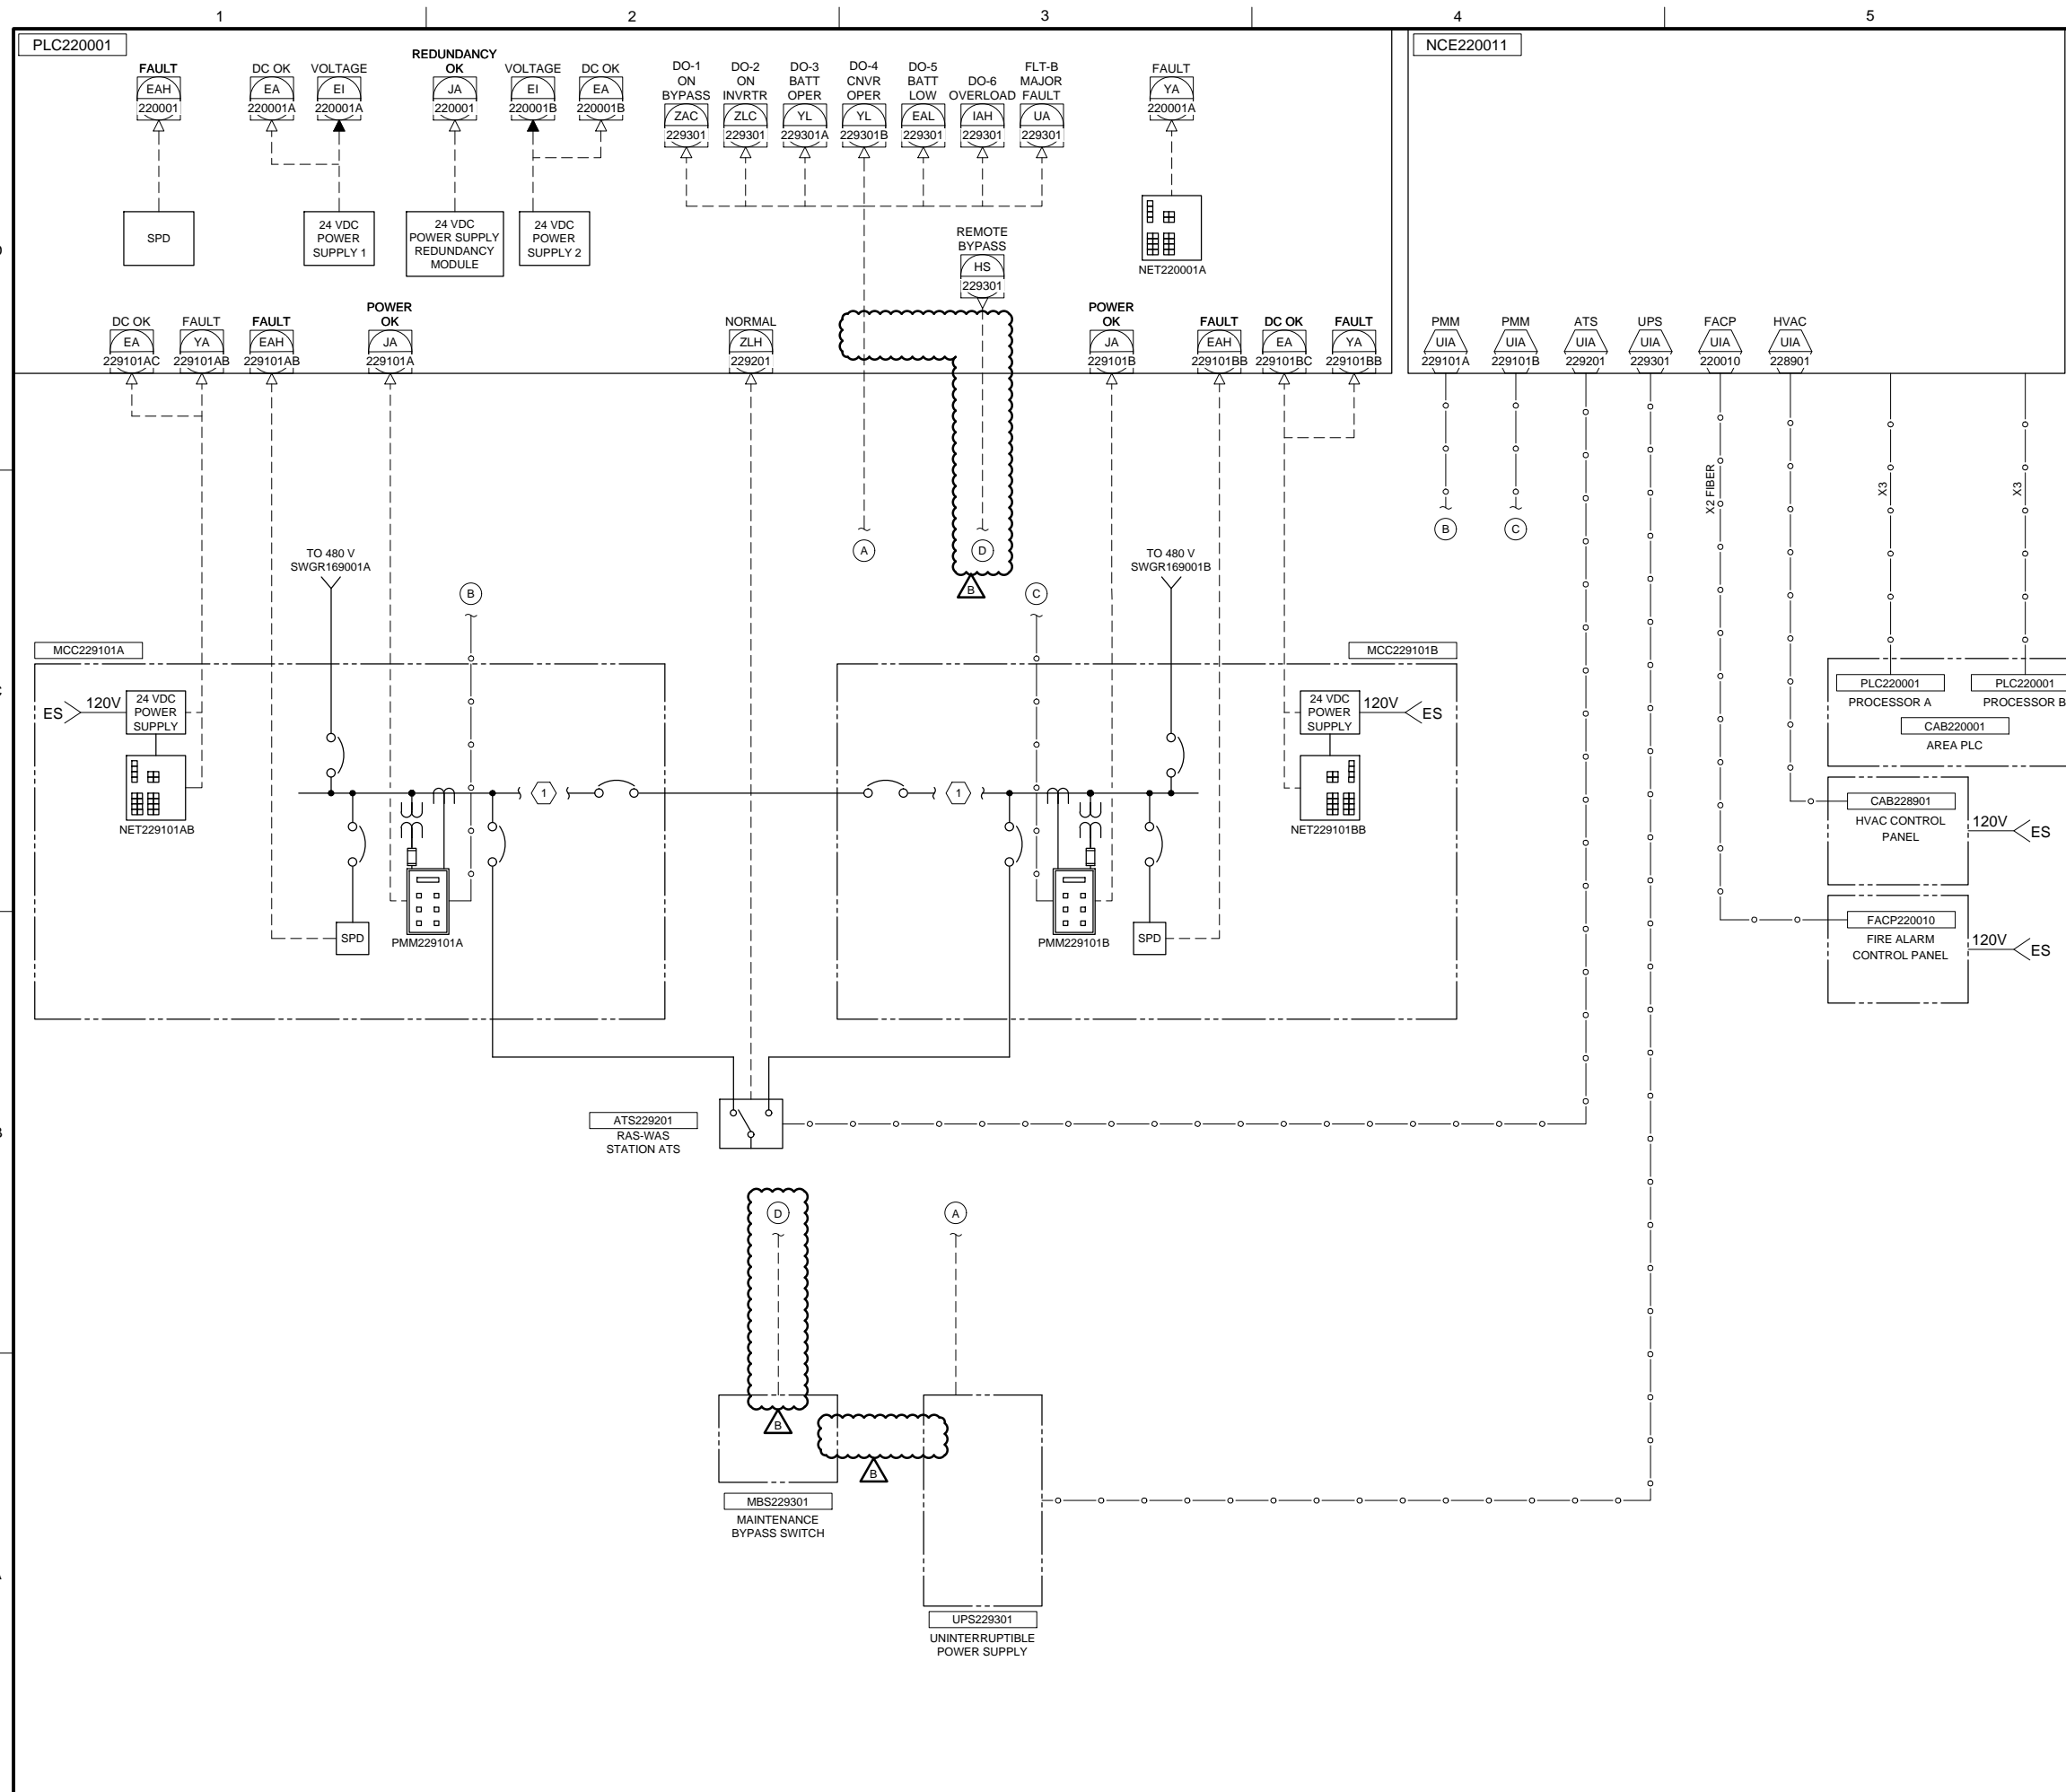 1
2
3
4
5
PLC220001
NCE220011
FAULT
EAH
220001
DC OK
EA
220001A
VOLTAGE
EI
220001A
REDUNDANCY
OK
JA
220001
VOLTAGE
EI
220001B
DC OK
EA
220001B
DO-1
ON
BYPASS
ZAC
229301
DO-2
ON
INVRTR
ZLC
229301
DO-3
BATT
OPER
YL
229301A
DO-4
CNVR
OPER
YL
229301B
DO-5
BATT
LOW
EAL
229301
DO-6
OVERLOAD
IAH
229301
FLT-B
MAJOR
FAULT
UA
229301
FAULT
YA
220001A
SPD
24 VDC
POWER
SUPPLY 1
24 VDC
POWER SUPPLY
REDUNDANCY
MODULE
24 VDC
POWER
SUPPLY 2
REMOTE
BYPASS
HS
229301
NET220001A
DC OK
EA
229101AC
FAULT
YA
229101AB
FAULT
EAH
229101AB
POWER
OK
JA
229101A
NORMAL
ZLH
229201
POWER
OK
JA
229101B
FAULT
EAH
229101BB
DC OK
EA
229101BC
FAULT
YA
229101BB
PMM
UIA
229101A
PMM
UIA
229101B
ATS
UIA
229201
UPS
UIA
229301
FACP
UIA
220010
HVAC
UIA
228901
X2 FIBER
X3
X3
B
C
A
D
B
TO 480 V
SWGR169001A
TO 480 V
SWGR169001B
B
C
MCC229101A
MCC229101B
ES
120V
24 VDC
POWER
SUPPLY
NET229101AB
1
1
24 VDC
POWER
SUPPLY
120V
ES
NET229101BB
SPD
PMM229101A
PMM229101B
SPD
PLC220001
PROCESSOR A
PLC220001
PROCESSOR B
CAB220001
AREA PLC
CAB228901
HVAC CONTROL
PANEL
120V
ES
FACP220010
FIRE ALARM
CONTROL PANEL
120V
ES
ATS229201
RAS-WAS
STATION ATS
D
A
B
B
MBS229301
MAINTENANCE
BYPASS SWITCH
UPS229301
UNINTERRUPTIBLE
POWER SUPPLY